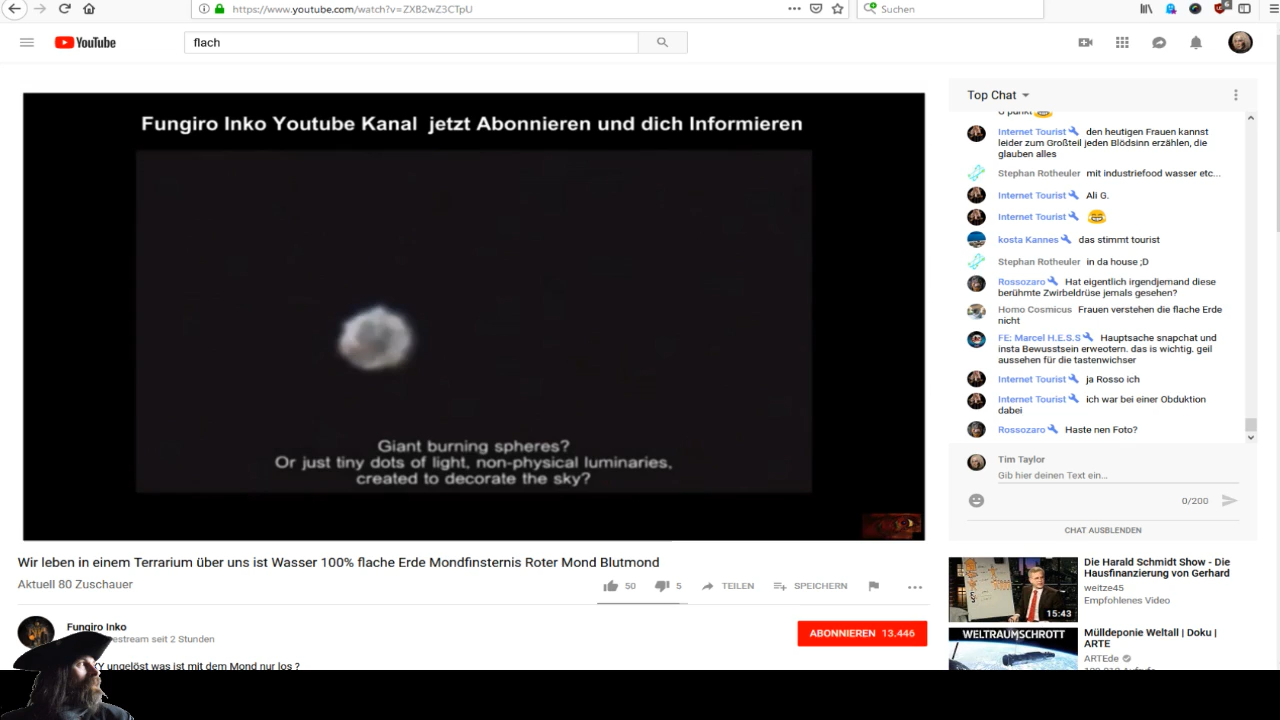 https://www.youtube.com/watch?v=ZXB2wZ3CTpU
Suchen
6
YouTube
flach
Fungiro Inko Youtube Kanal jetzt Abonnieren und dich Informieren
Giant burning spheres?
Or just tiny dots of light, non-physical luminaries,
created to decorate the sky?
Wir leben in einem Terrarium über uns ist Wasser 100% flache Erde Mondfinsternis Roter Mond Blutmond
Aktuell 80 Zuschauer
50
5
TEILEN
SPEICHERN
Fungiro Inko
estream seit 2 Stunden
ABONNIEREN 13.446
Y ungelöst was ist mit dem Mond nur los ?
Top Chat
Internet Tourist den heutigen Frauen kannst
leider zum Großteil jeden Blödsinn erzählen, die
glauben alles
Stephan Rotheuler mit industriefood wasser etc...
Internet Tourist Ali G.
Internet Tourist
kosta Kannes das stimmt tourist
Stephan Rotheuler in da house ;D
Rossozaro Hat eigentlich irgendjemand diese
berühmte Zwirbeldrüse jemals gesehen?
Homo Cosmicus Frauen verstehen die flache Erde
nicht
FE: Marcel H.E.S.S Hauptsache snapchat und
insta Bewusstsein erweotern. das is wichtig. geil
aussehen für die tastenwichser
Internet Tourist ja Rosso ich
Internet Tourist ich war bei einer Obduktion
dabei
Rossozaro Haste nen Foto?
Tim Taylor
Gib hier deinen Text ein...
0/200
CHAT AUSBLENDEN
15:43
Die Harald Schmidt Show - Die
Hausfinanzierung von Gerhard
weitze45
Empfohlenes Video
WELTRAUMSCHROTT
Mülldeponie Weltall | Doku |
ARTE
ARTEde